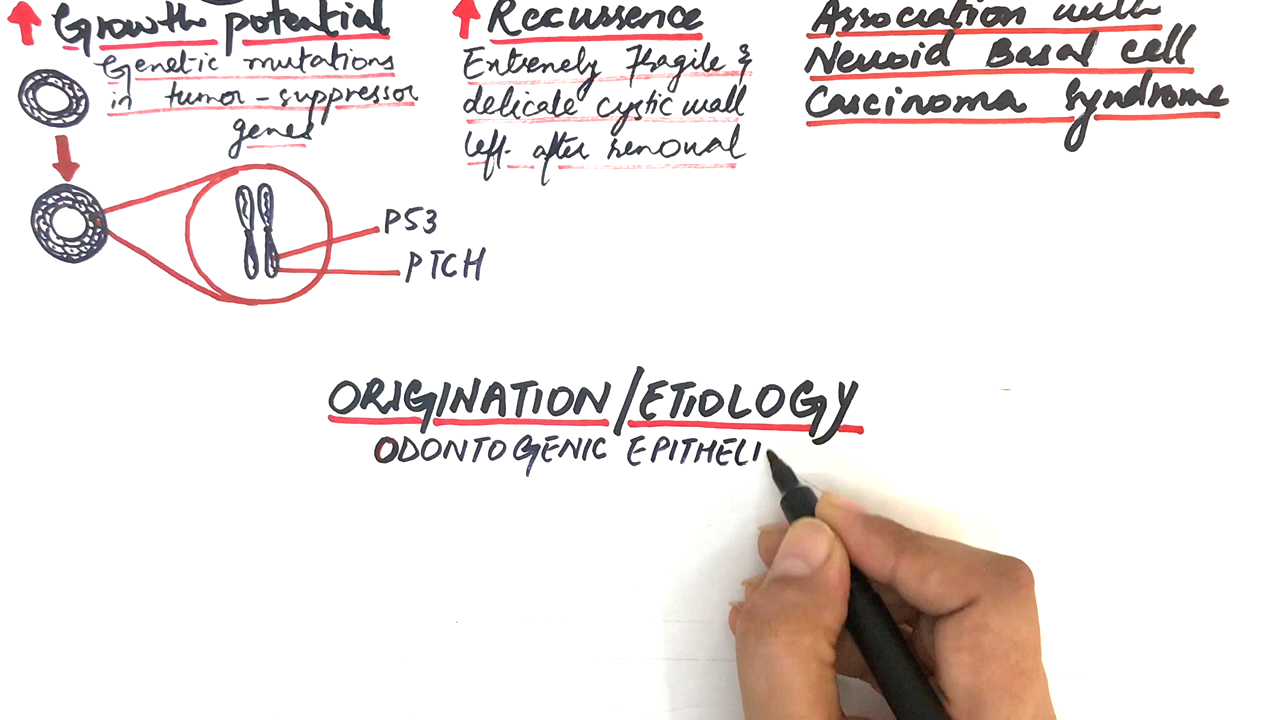 Growth potential
Genetic mutations
in tumor-suppressor
genes
P53
PTCH
Recurssence
Extremely fragile &
delicate cystic wall
left after removal
Association with
Nevoid Basal cell
Carcinoma Syndrome
ORIGINATION/ETIOLOGY
ODONTOGENIC EPITHELI